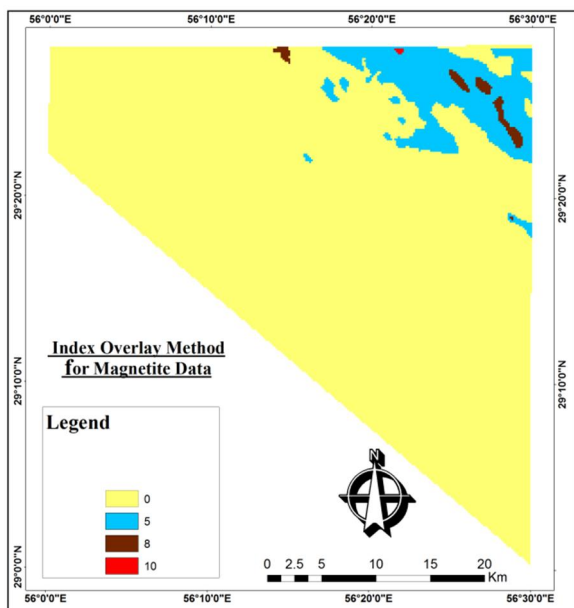 56°0'0"E 56°10'0"E 56°20'0"E 56°30'0"E
29°20'0"N 29°20'0"N
Index Overlay Method
for Magnetite Data
29°10'0"N 29°10'0"N
Legend
0
5
8
10
N
0 2.5 5 10 15 20
Km
29°0'0"N 29°0'0"N
56°0'0"E 56°10'0"E 56°20'0"E 56°30'0"E